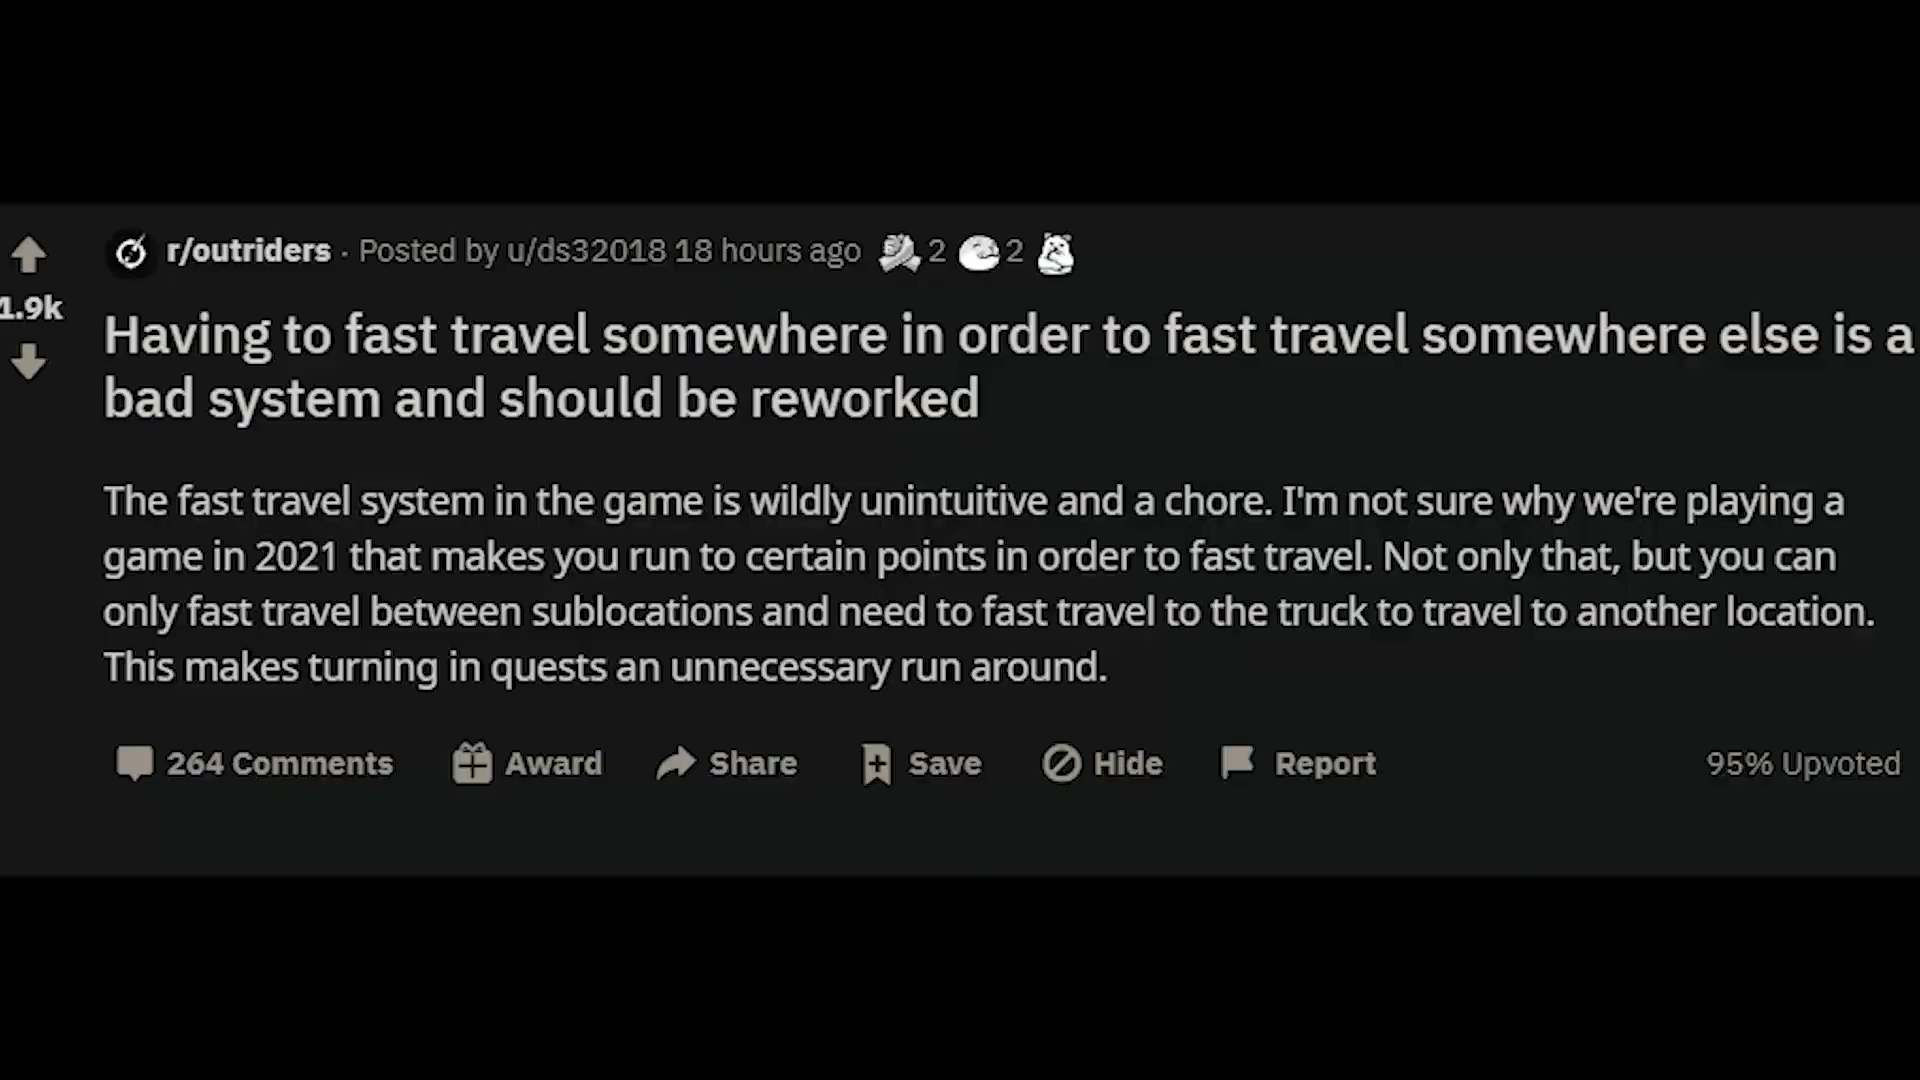 r/outriders · Posted by u/ds32018 18 hours ago 2 2
1.9k
Having to fast travel somewhere in order to fast travel somewhere else is a
bad system and should be reworked
The fast travel system in the game is wildly unintuitive and a chore. I'm not sure why we're playing a
game in 2021 that makes you run to certain points in order to fast travel. Not only that, but you can
only fast travel between sublocations and need to fast travel to the truck to travel to another location.
This makes turning in quests an unnecessary run around.
264 Comments Award Share Save Hide Report 95% Upvoted